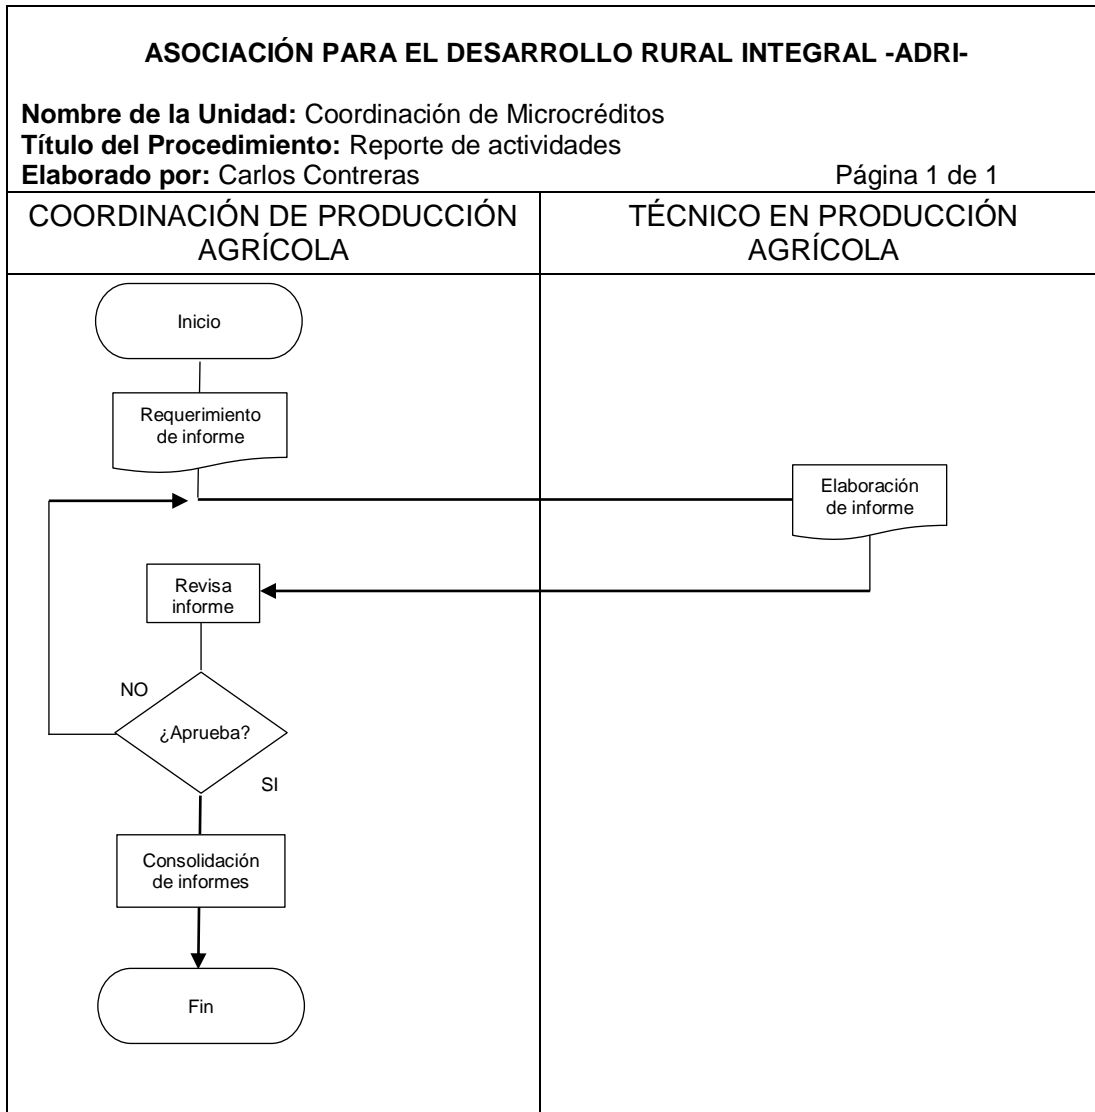 ASOCIACIÓN PARA EL DESARROLLO RURAL INTEGRAL -ADRI-
Nombre de la Unidad: Coordinación de Microcréditos
Título del Procedimiento: Reporte de actividades
Elaborado por: Carlos Contreras Página 1 de 1
COORDINACIÓN DE PRODUCCIÓN
AGRÍCOLA
TÉCNICO EN PRODUCCIÓN
AGRÍCOLA
Inicio
Requerimiento
de informe
Elaboración
de informe
Revisa
informe
NO
¿Aprueba?
SI
Consolidación
de informes
Fin